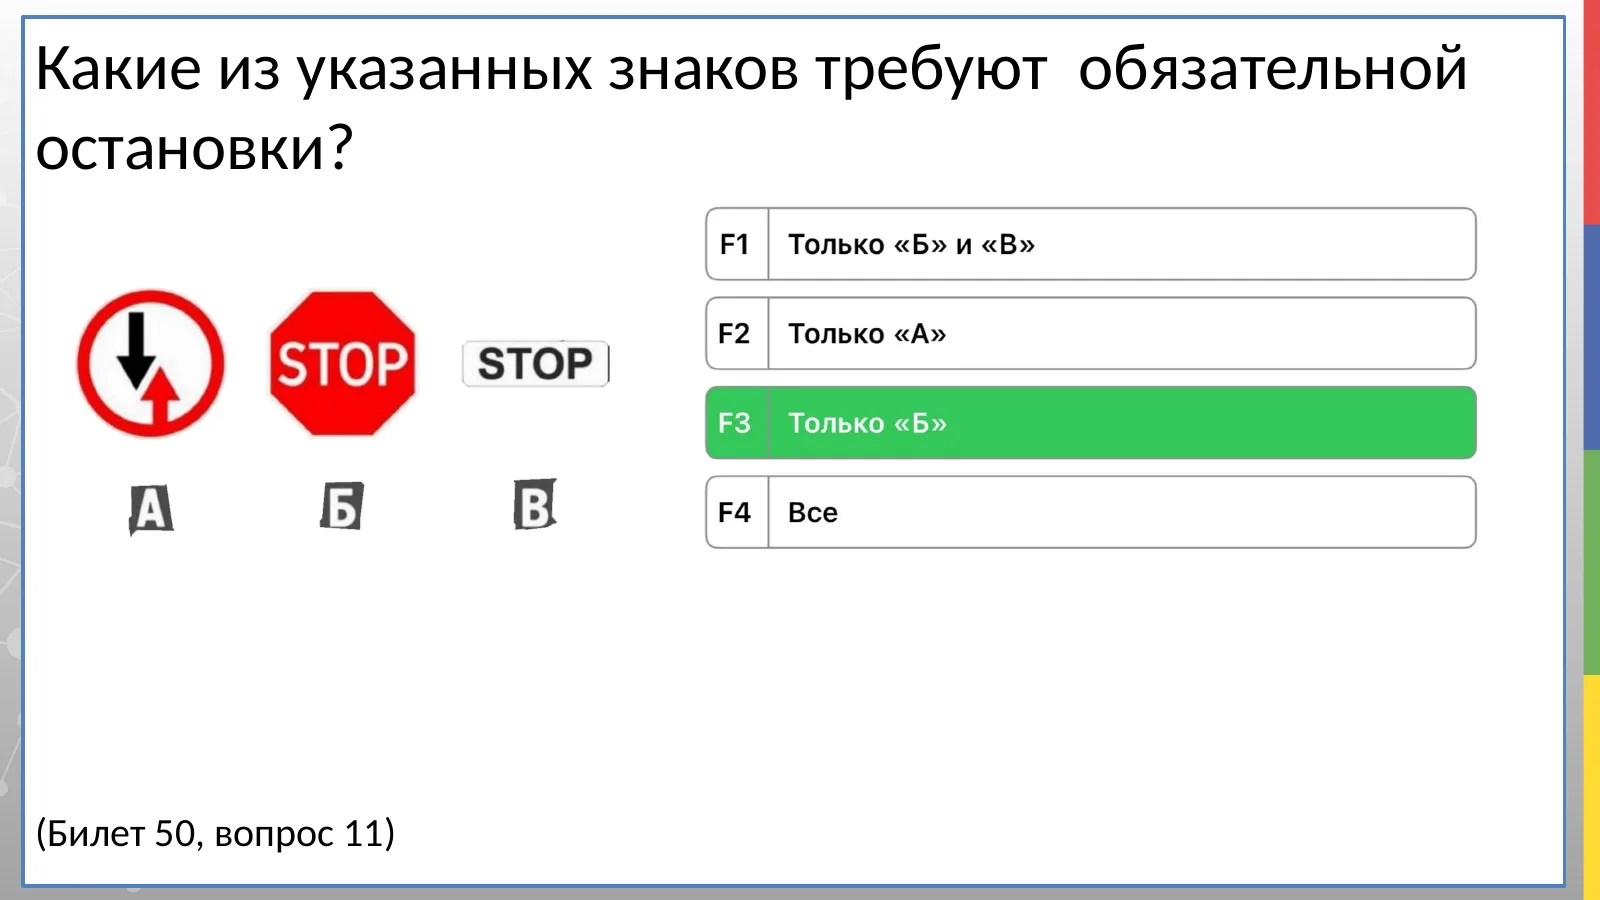 Какие из указанных знаков требуют  обязательной
остановки?
F1 Только «Б» и «В»
F2 Только «А»
F3 Только «Б»
F4 Все
STOP STOP
А Б В
(Билет 50, вопрос 11)